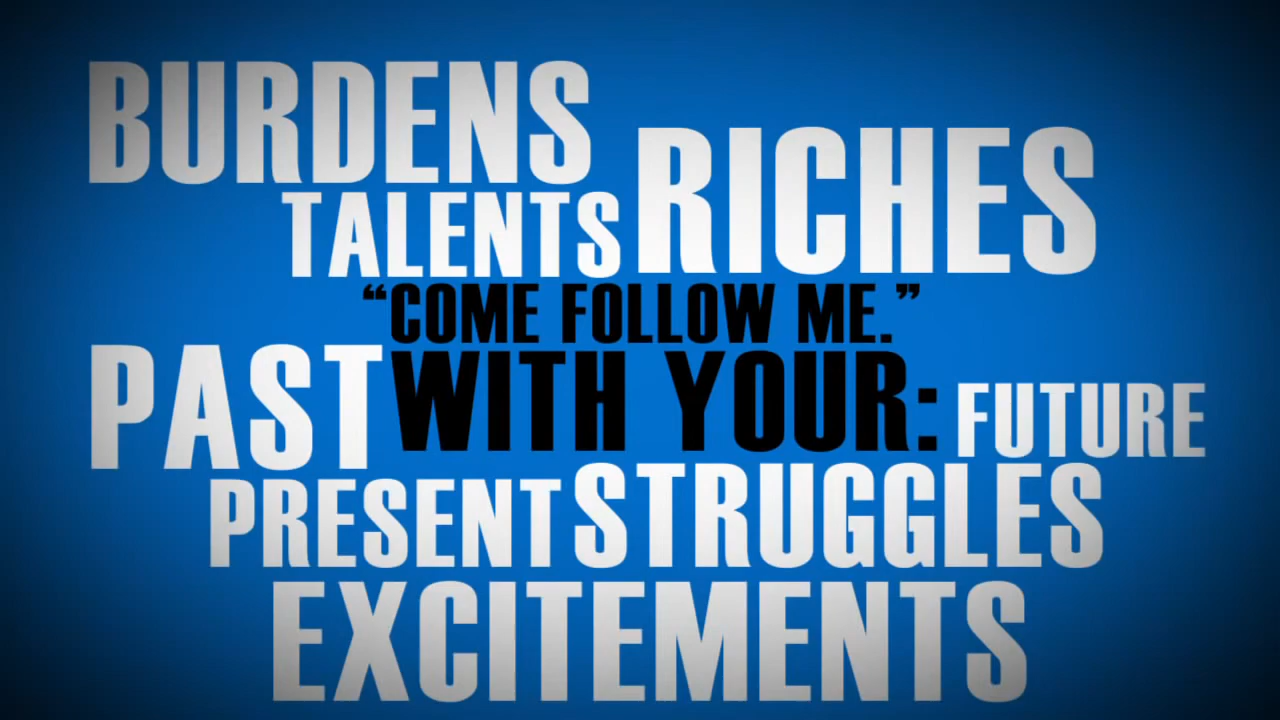 BURDENS
TALENTS RICHES
“COME FOLLOW ME.”
PAST WITH YOUR: FUTURE
PRESENT STRUGGLES
EXCITEMENTS